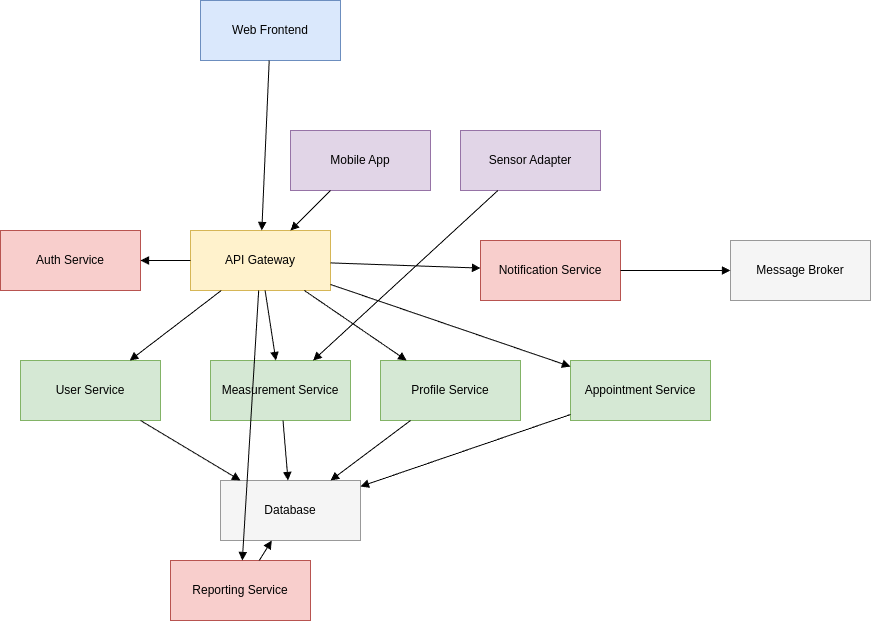 Web Frontend
Mobile App
Sensor Adapter
Auth Service
API Gateway
Notification Service
Message Broker
User Service
Measurement Service
Profile Service
Appointment Service
Database
Reporting Service